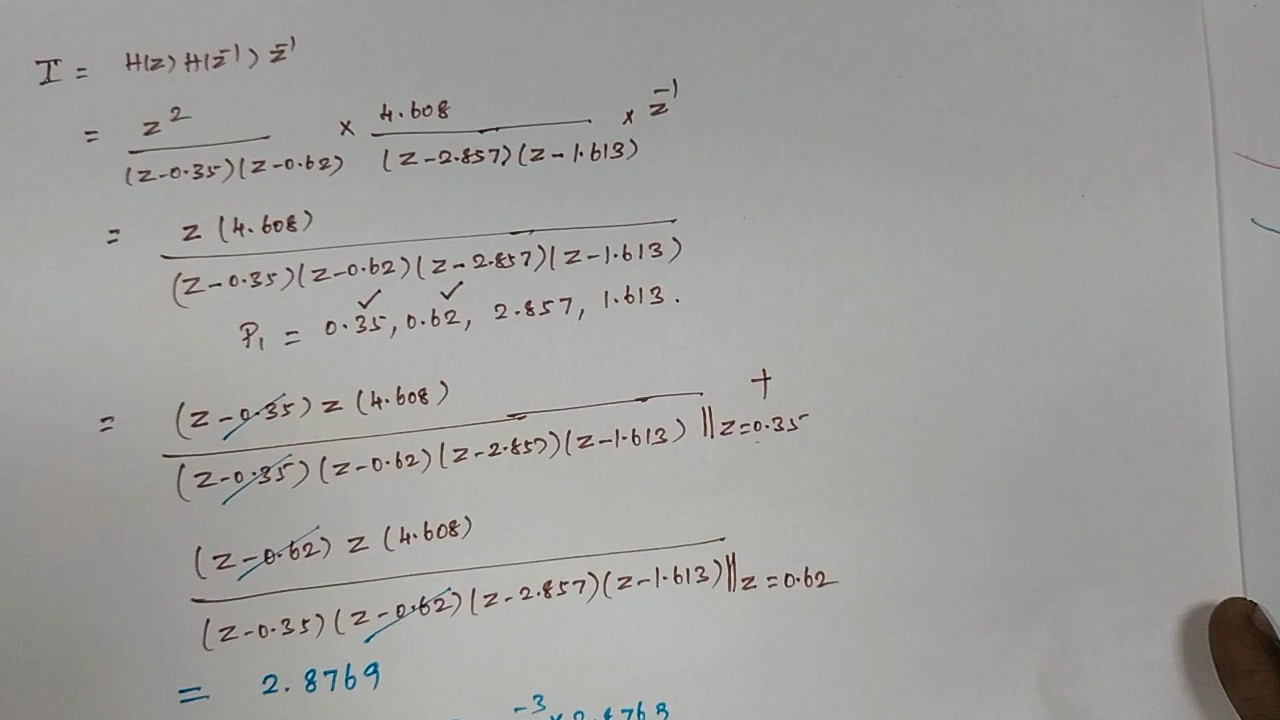 I = H(z) H(z⁻¹) z⁻¹
= z² / (z-0.35)(z-0.62) × 4.608 / (z-2.857)(z-1.613) × z⁻¹
= z (4.608) / (z-0.35)(z-0.62)(z-2.857)(z-1.613)
P₁ = 0.35, 0.62, 2.857, 1.613.
= (z-0.35) z (4.608) / (z-0.35)(z-0.62)(z-2.857)(z-1.613) || z=0.35 +
(z-0.62) z (4.608) / (z-0.35)(z-0.62)(z-2.857)(z-1.613) || z=0.62
= 2.8769
-3